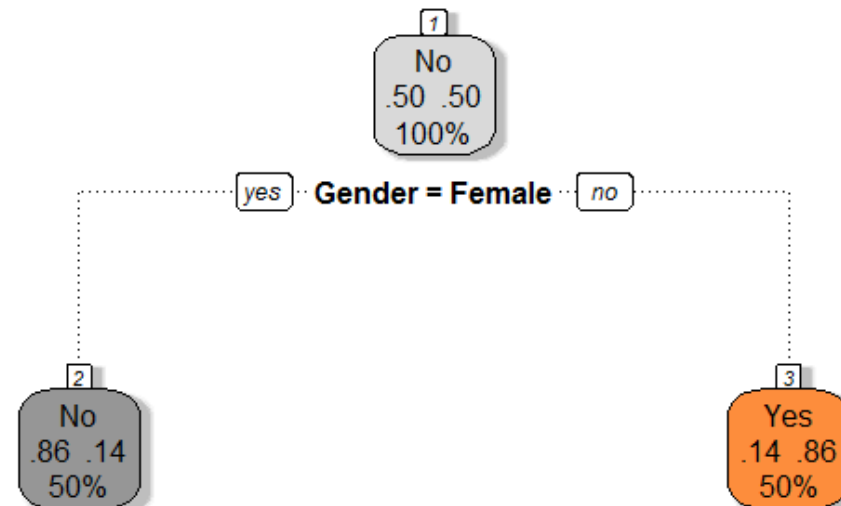 1
No
.50 .50
100%
yes Gender = Female no
2
No
.86 .14
50%
3
Yes
.14 .86
50%